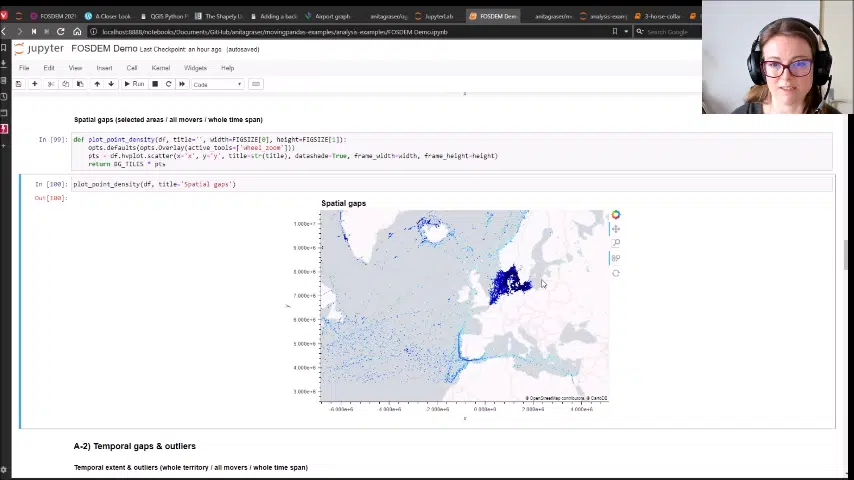 FOSDEM 2021
A Closer Look
QGIS Python
The Shapely
Adding a back
Airport graph
anitagraser/
JupyterLab
FOSDEM Demo
anitagraser/m
analysis-example
3-horse-collar
localhost:8888/notebooks/Documents/GitHub/movingpandas-examples/analysis-examples/FOSDEM Demo.ipynb
Search Google
jupyter FOSDEM Demo Last Checkpoint: an hour ago (autosaved)
File Edit View Insert Cell Kernel Widgets Help
Run
Code
x
Spatial gaps (selected areas / all movers / whole time span)
In [99]:
def plot_point_density(df, title='', width=FIGSIZE[0], height=FIGSIZE[1]):
opts.defaults(opts.Overlay(active_tools=['wheel_zoom']))
pts = df.hvplot.scatter(x='x', y='y', title=str(title), datashade=True, frame_width=width, frame_height=height)
return BG_TILES * pts
In [100]:
plot_point_density(df, title='Spatial gaps')
Out[100]:
Spatial gaps
1.000e+7
9.000e+6
8.000e+6
7.000e+6
6.000e+6
5.000e+6
4.000e+6
3.000e+6
y
-6.000e+6 -4.000e+6 -2.000e+6 0.000e+0 2.000e+6 4.000e+6
x
© OpenStreetMap contributors, © CartoDB
A-2) Temporal gaps & outliers
Temporal extent & outliers (whole territory / all movers / whole time span)